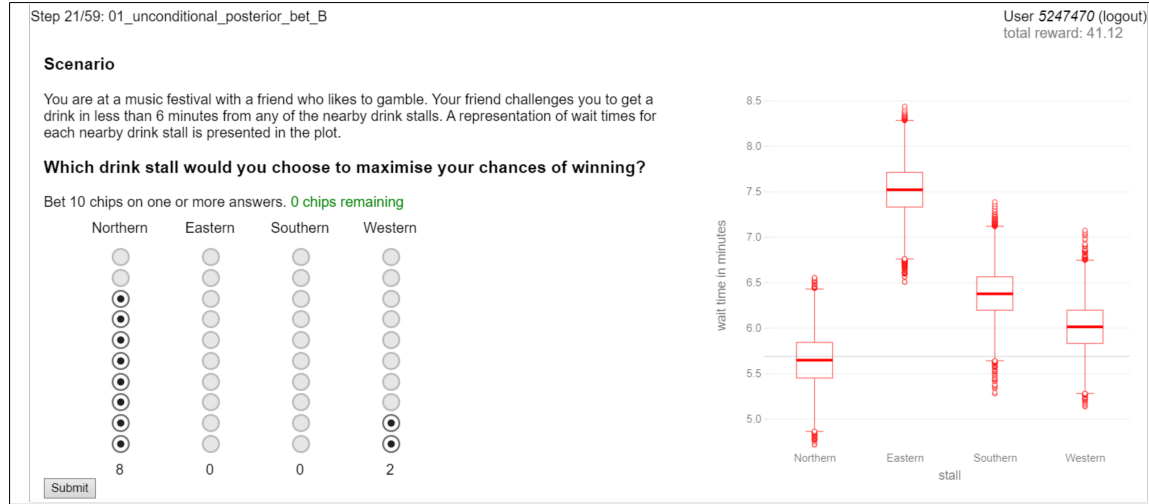 Step 21/59: 01_unconditional_posterior_bet_B
User 5247470 (logout)
total reward: 41.12
Scenario
You are at a music festival with a friend who likes to gamble. Your friend challenges you to get a
drink in less than 6 minutes from any of the nearby drink stalls. A representation of wait times for
each nearby drink stall is presented in the plot.
Which drink stall would you choose to maximise your chances of winning?
Bet 10 chips on one or more answers. 0 chips remaining
Northern Eastern Southern Western
8 0 0 2
Submit
8.5
8.0
7.5
7.0
6.5
6.0
5.5
5.0
wait time in minutes
Northern Eastern Southern Western
stall